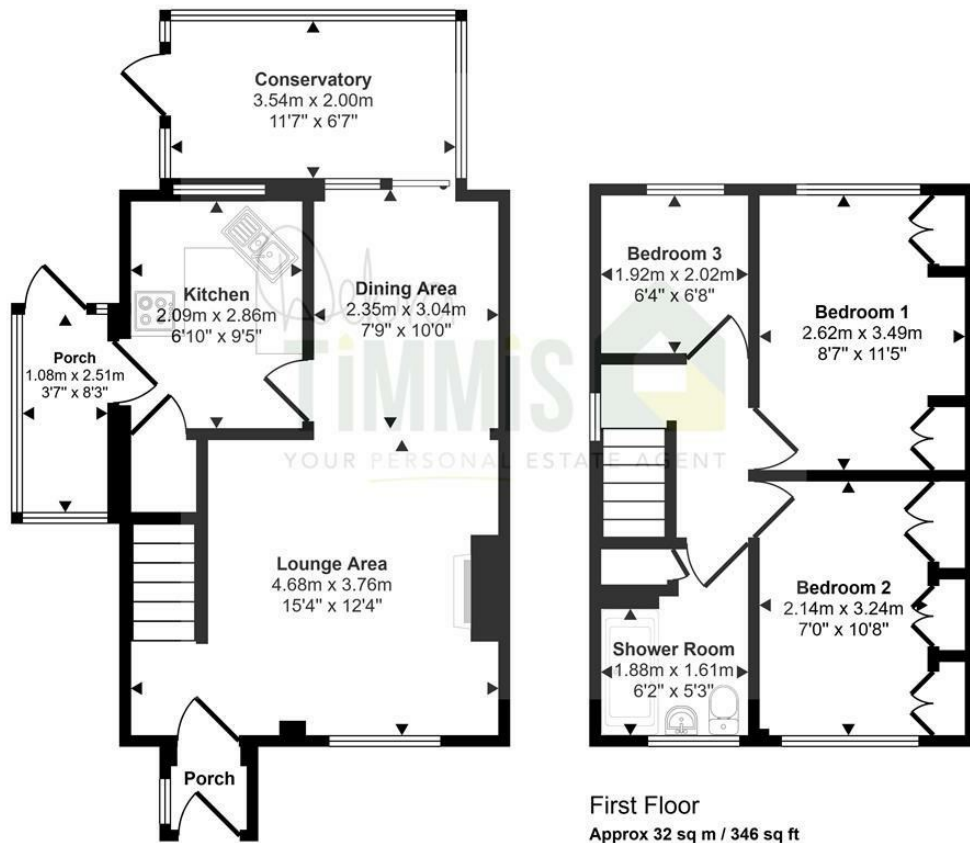 Conservatory
3.54m x 2.00m
11'7" x 6'7"
Kitchen
2.09m x 2.86m
6'10" x 9'5"
Dining Area
2.35m x 3.04m
7'9" x 10'0"
Porch
1.08m x 2.51m
3'7" x 8'3"
Lounge Area
4.68m x 3.76m
15'4" x 12'4"
Porch
Bedroom 3
1.92m x 2.02m
6'4" x 6'8"
Bedroom 1
2.62m x 3.49m
8'7" x 11'5"
Bedroom 2
2.14m x 3.24m
7'0" x 10'8"
Shower Room
1.88m x 1.61m
6'2" x 5'3"
TiMMiS
YOUR PERSONAL ESTATE AGENT
First Floor
Approx 32 sq m / 346 sq ft